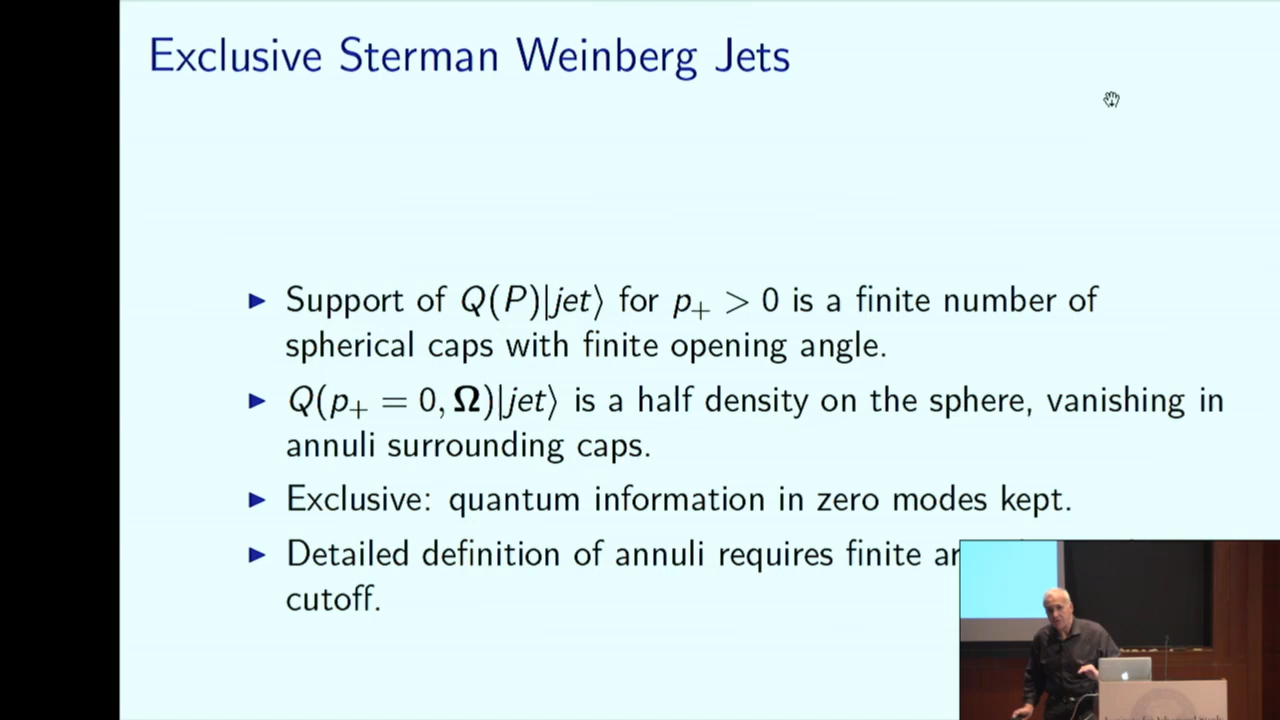 Exclusive Sterman Weinberg Jets
▶ Support of Q(P)|jet⟩ for p₊ > 0 is a finite number of
spherical caps with finite opening angle.
▶ Q(p₊ = 0, Ω)|jet⟩ is a half density on the sphere, vanishing in
annuli surrounding caps.
▶ Exclusive: quantum information in zero modes kept.
▶ Detailed definition of annuli requires finite
cutoff.